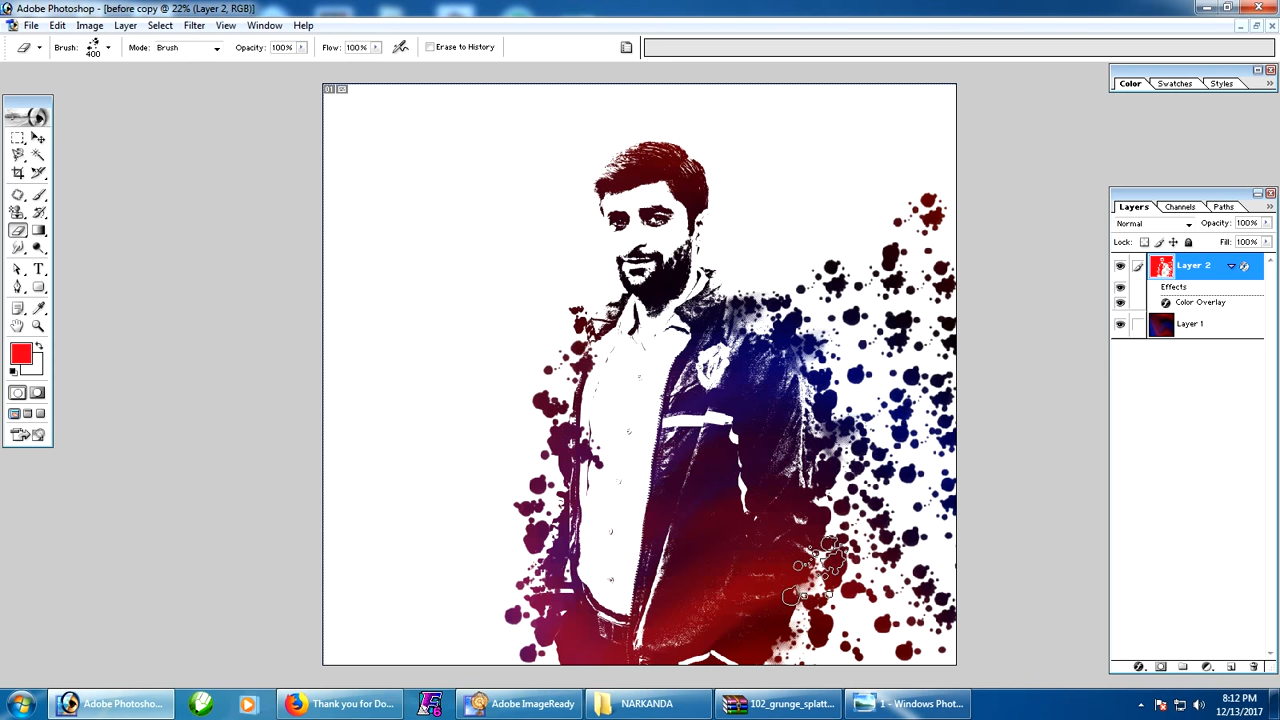 Adobe Photoshop - [before copy @ 22% (Layer 2, RGB)]
File Edit Image Layer Select Filter View Window Help
Brush: 400 Mode: Brush Opacity: 100% Flow: 100% Erase to History
01
Color Swatches Styles
Layers Channels Paths
Normal Opacity: 100%
Lock: Fill: 100%
Layer 2
Effects
Color Overlay
Layer 1
Adobe Photosho... Thank you for Do... Adobe ImageReady NARKANDA 102_grunge_splatt... 1 - Windows Phot...
8:12 PM
12/13/2017